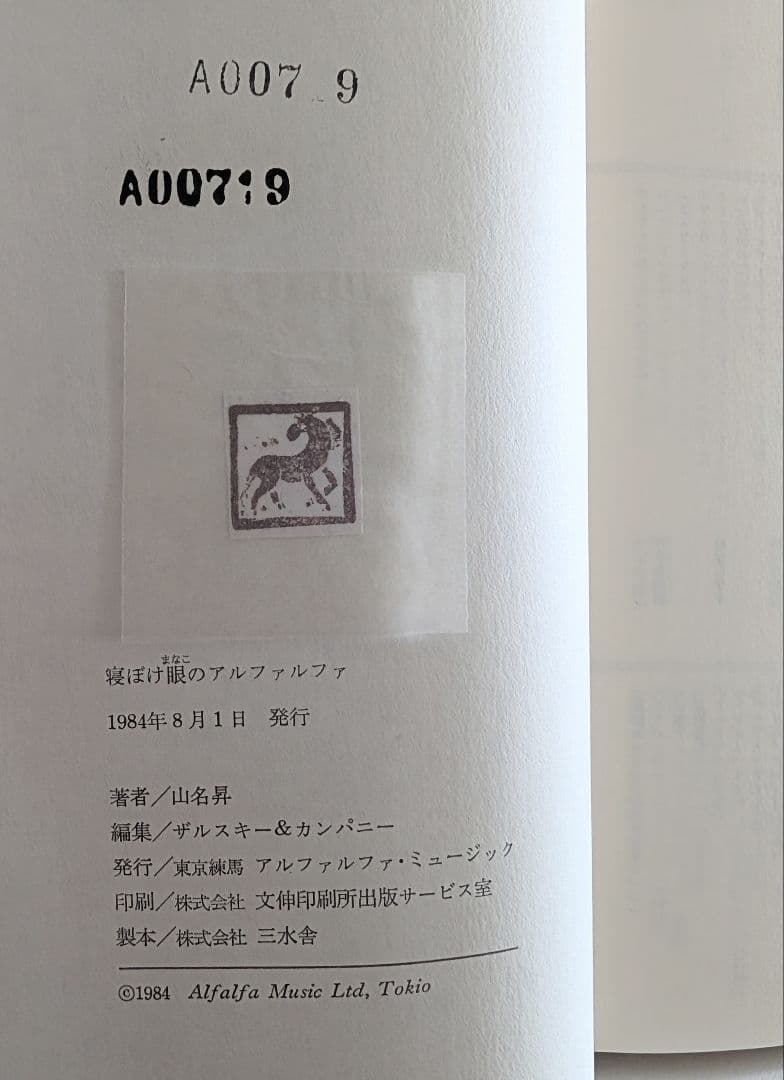 A007 9
A007:9
寝ぼけ眼のアルファルファ
まなこ
1984年8月1日 発行
著者／山名昇
編集／ザルスキー&カンパニー
発行／東京練馬 アルファルファ・ミュージック
印刷／株式会社 文伸印刷所出版サービス室
製本／株式会社 三水舎
©1984 Alfalfa Music Ltd, Tokio